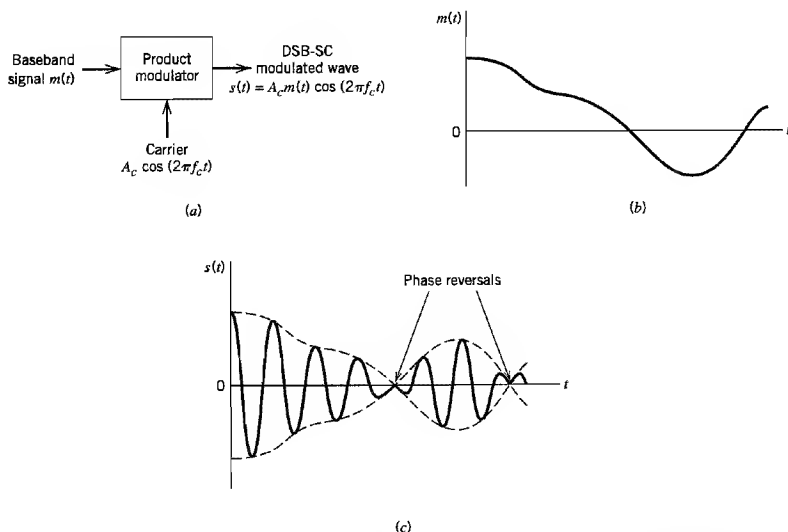 Baseband
signal m(t)
Product
modulator
DSB-SC
modulated wave
s(t) = A_c m(t) cos (2πf_c t)
Carrier
A_c cos (2πf_c t)
(a)
m(t)
0
(b)
s(t)
Phase reversals
0
t
(c)